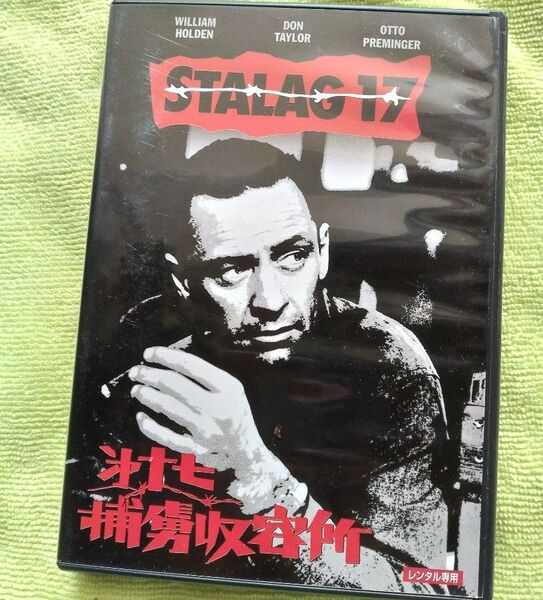 WILLIAM HOLDEN
DON TAYLOR
OTTO PREMINGER
STALAG 17
第十七
捕虜収容所
レンタル専用